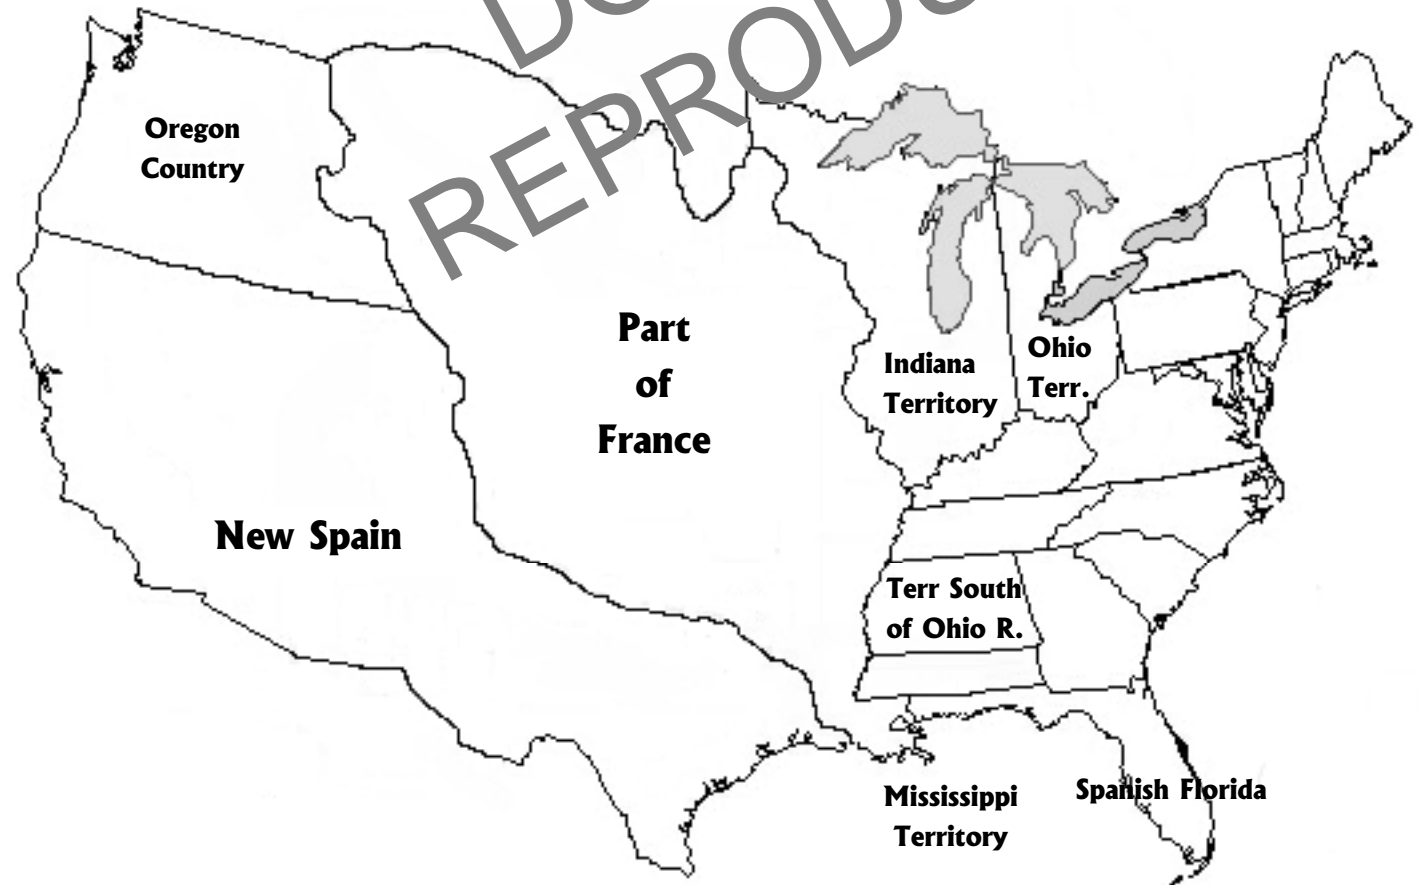 REPRODU
Oregon
Country
Part
of
France
Indiana
Territory
Ohio
Terr.
New Spain
Terr South
of Ohio R.
Mississippi
Territory
Spanish Florida